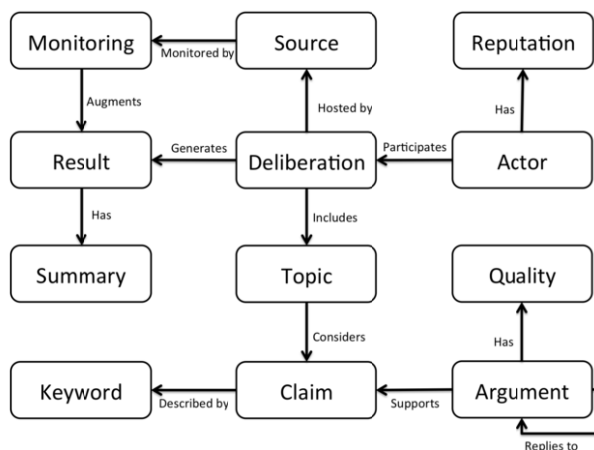 Monitoring
Monitored by
Source
Reputation
Augments
Hosted by
Has
Result
Generates
Deliberation
Participates
Actor
Has
Includes
Summary
Topic
Quality
Considers
Has
Keyword
Described by
Claim
Supports
Argument
Replies to